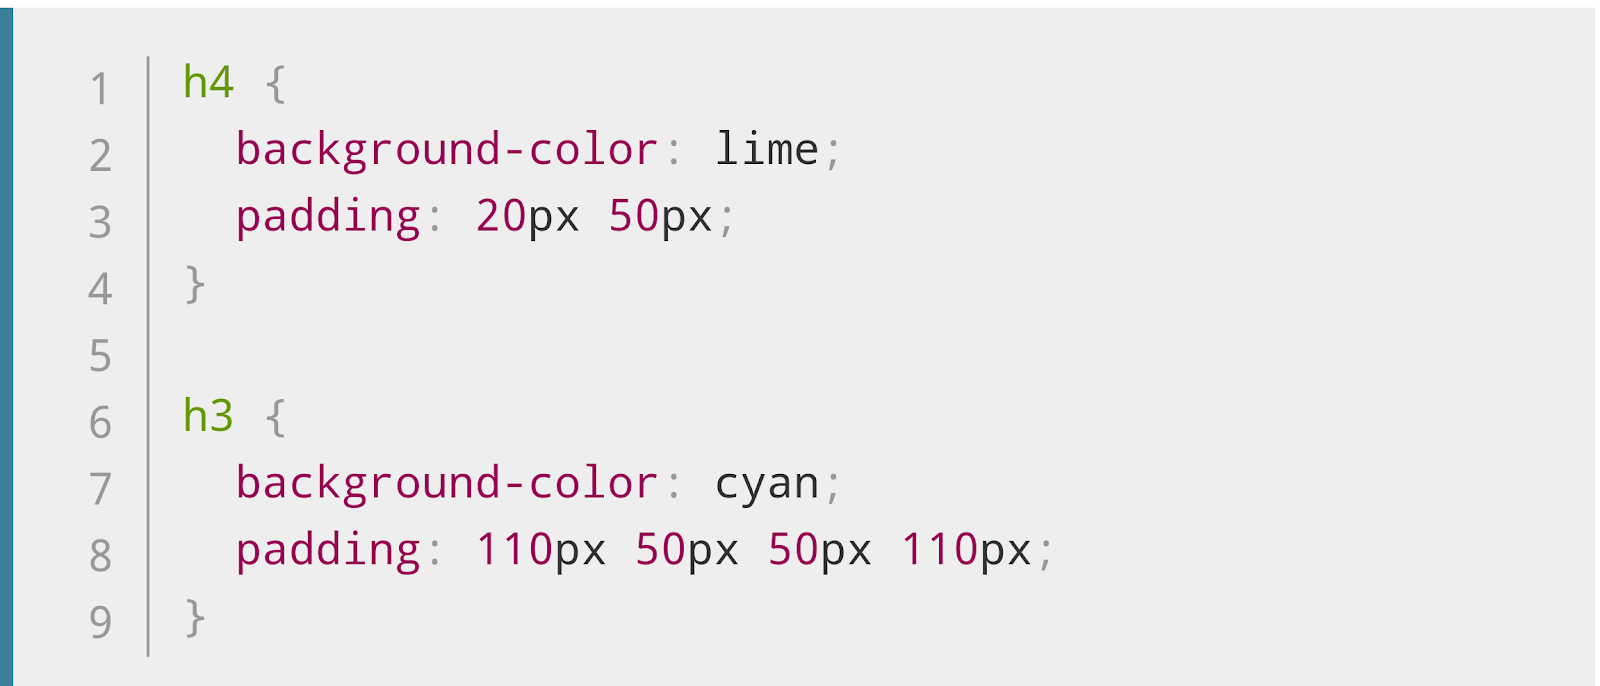 1 h4 {
2   background-color: lime;
3   padding: 20px 50px;
4 }
5
6 h3 {
7   background-color: cyan;
8   padding: 110px 50px 50px 110px;
9 }